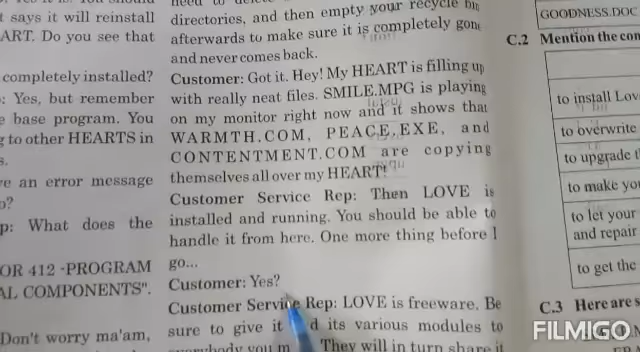 says it will reinstall
ART. Do you see that
completely installed?
: Yes, but remember
base program. You
to other HEARTS in
s.
an error message
o?
p: What does the
OR 412 -PROGRAM
AL COMPONENTS".
Don't worry ma'am,
directories, and then empty your recycle bin
afterwards to make sure it is completely gone
and never comes back.
Customer: Got it. Hey! My HEART is filling up
with really neat files. SMILE.MPG is playing
on my monitor right now and it shows that
WARMTH.COM, PEACE.EXE, and
CONTENTMENT.COM are copying
themselves all over my HEART!
Customer Service Rep: Then LOVE is
installed and running. You should be able to
handle it from here. One more thing before I
go...
Customer: Yes?
Customer Service Rep: LOVE is freeware. Be
sure to give it d its various modules to
everybody you m They will in turn share it
GOODNESS.DOC
C.2 Mention the con
to install Lov
to overwrite
to upgrade t
to make you
to let your
and repair
to get the
C.3 Here are s
FILMIGO